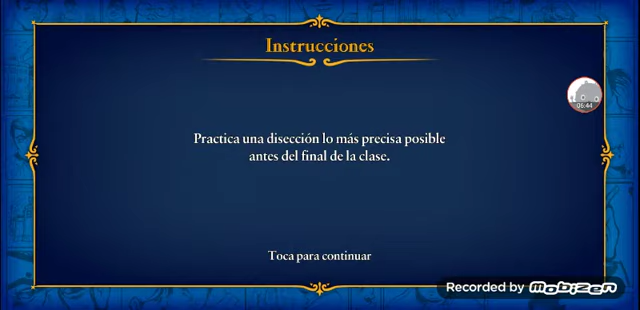 Instrucciones
06:44
Practica una disección lo más precisa posible
antes del final de la clase.
Toca para continuar
Recorded by Mobizen